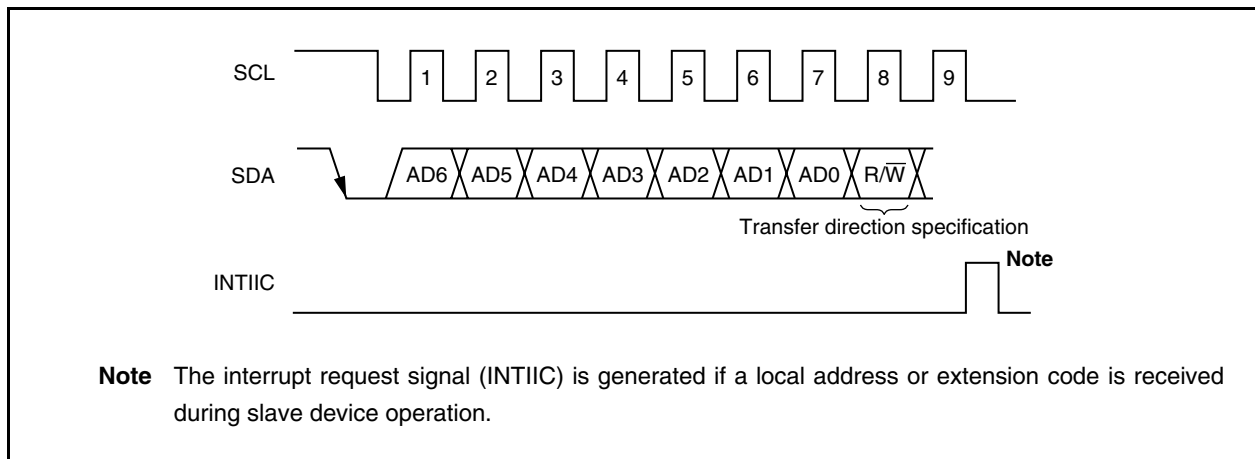 SCL 1 2 3 4 5 6 7 8 9
SDA AD6 AD5 AD4 AD3 AD2 AD1 AD0 R/W̅
Transfer direction specification
Note
INTIIC
Note The interrupt request signal (INTIIC) is generated if a local address or extension code is received
during slave device operation.